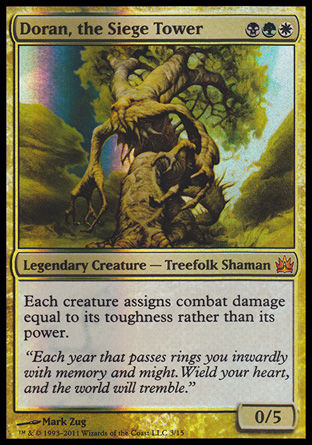 Doran, the Siege Tower
Legendary Creature — Treefolk Shaman
Each creature assigns combat damage
equal to its toughness rather than its
power.
“Each year that passes rings you inwardly
with memory and might. Wield your heart,
and the world will tremble.”
Mark Zug
™ & © 1993–2011 Wizards of the Coast LLC 3/15
0/5